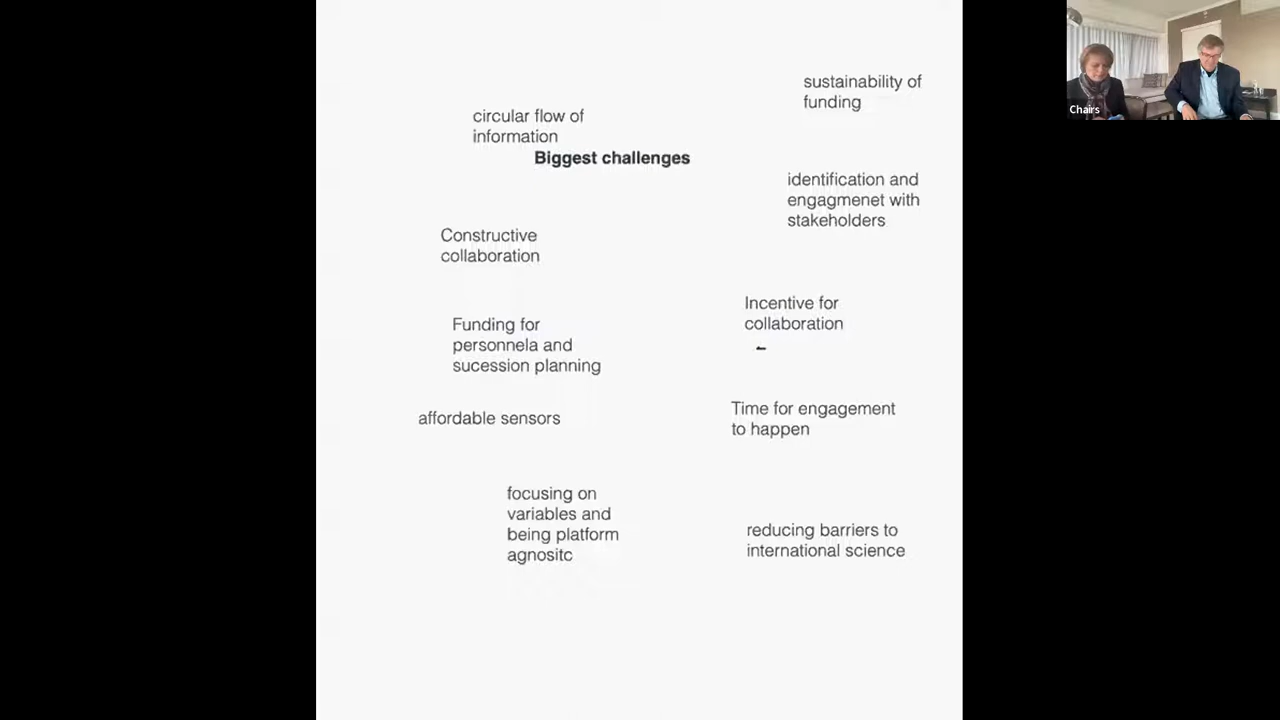 circular flow of
information
Biggest challenges
sustainability of
funding
identification and
engagmenet with
stakeholders
Constructive
collaboration
Incentive for
collaboration
Funding for
personnela and
sucession planning
affordable sensors
Time for engagement
to happen
focusing on
variables and
being platform
agnositc
reducing barriers to
international science
Chairs